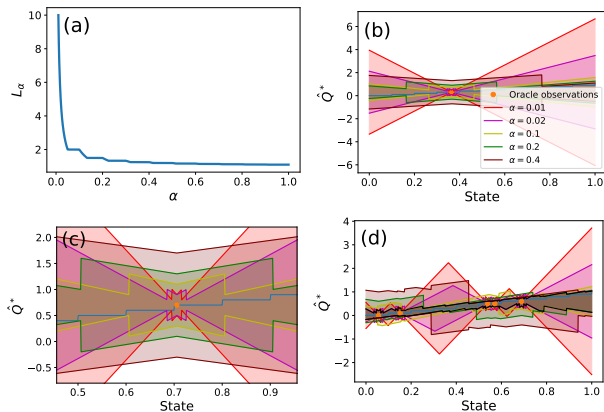 (a)
10
8
6
4
2
0.0 0.2 0.4 0.6 0.8 1.0
α
L_α
(b)
6
4
2
0
−2
−4
−6
0.0 0.2 0.4 0.6 0.8 1.0
State
Q̂*
Oracle observations
α = 0.01
α = 0.02
α = 0.1
α = 0.2
α = 0.4
(c)
2.0
1.5
1.0
0.5
0.0
−0.5
0.5 0.6 0.7 0.8 0.9
State
Q̂*
(d)
4
3
2
1
0
−1
−2
0.0 0.2 0.4 0.6 0.8 1.0
State
Q̂*